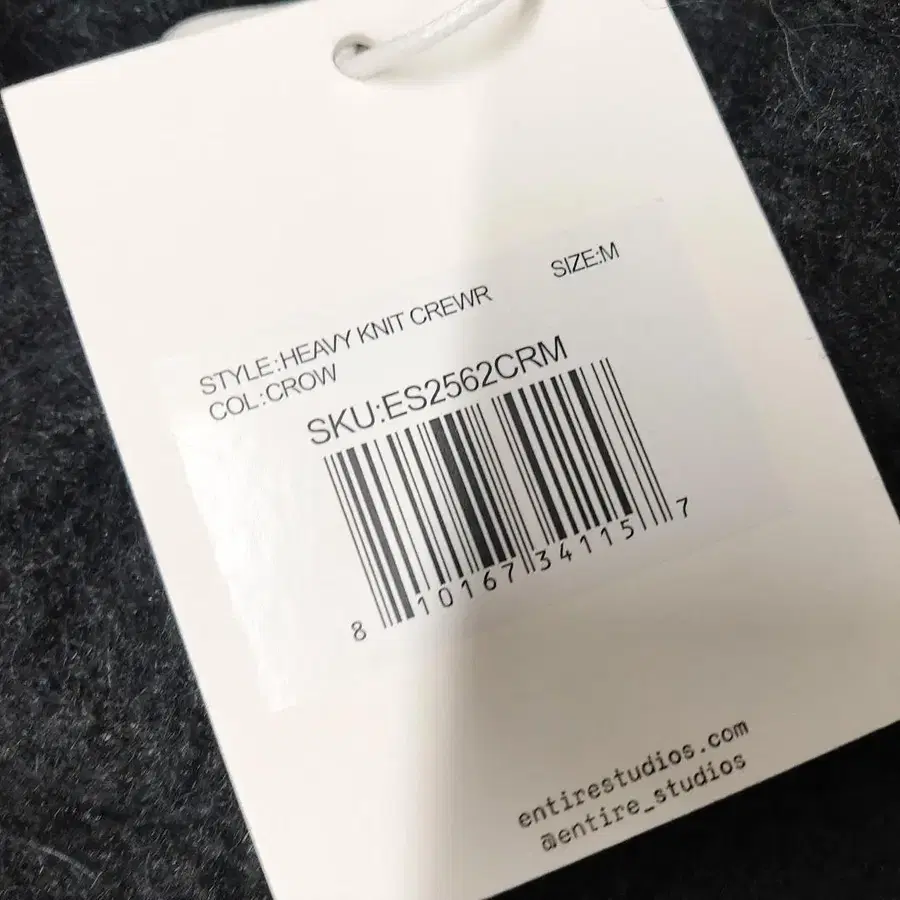 STYLE:HEAVY KNIT CREWR SIZE:M
COL:CROW
SKU:ES2562CRM
8 10167 34115 7
entirestudios.com
@entire_studios